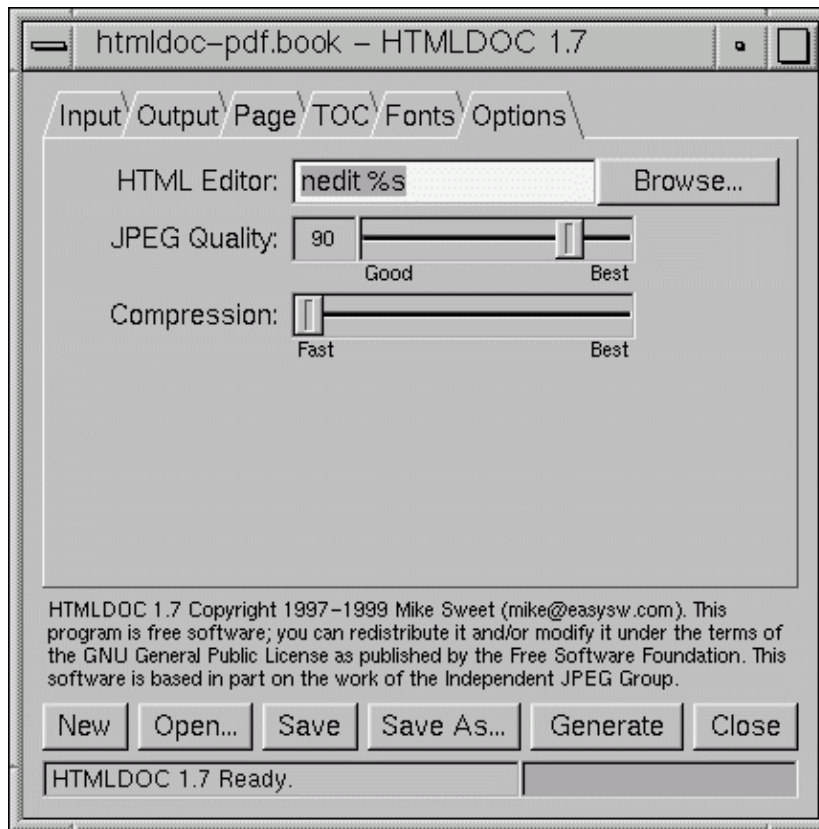 htmldoc-pdf.book – HTMLDOC 1.7
Input Output Page TOC Fonts Options
HTML Editor: nedit %s Browse...
JPEG Quality: 90
Good Best
Compression:
Fast Best
HTMLDOC 1.7 Copyright 1997-1999 Mike Sweet (mike@easysw.com). This
program is free software; you can redistribute it and/or modify it under the terms of
the GNU General Public License as published by the Free Software Foundation. This
software is based in part on the work of the Independent JPEG Group.
New Open... Save Save As... Generate Close
HTMLDOC 1.7 Ready.